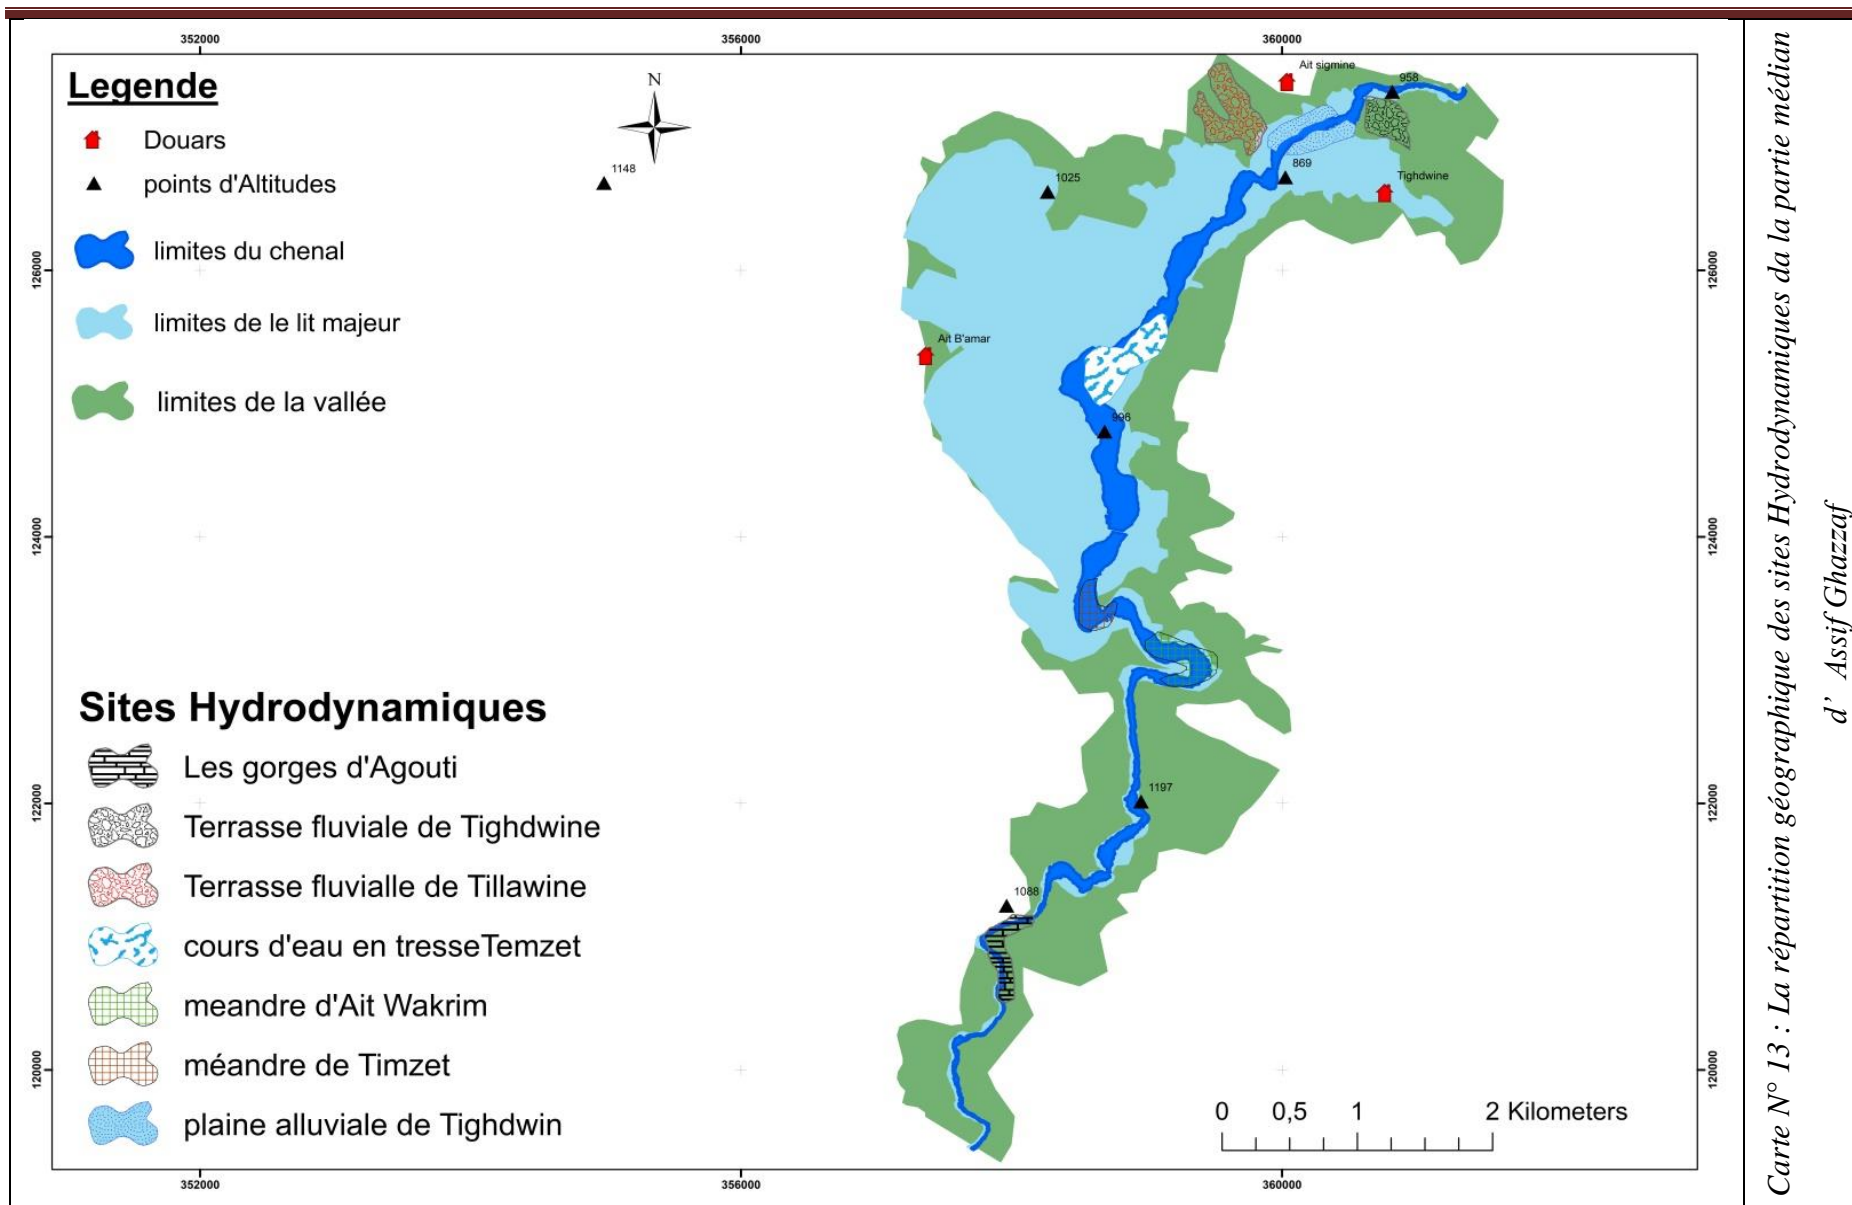 352000
356000
360000
Legende
Douars
points d'Altitudes
limites du chenal
limites de le lit majeur
limites de la vallée
N
1148
1025
Ait sigmine
958
869
Tighdwine
Ait B'amar
996
1197
1088
126000
124000
122000
120000
126000
124000
122000
120000
Sites Hydrodynamiques
Les gorges d'Agouti
Terrasse fluviale de Tighdwine
Terrasse fluvialle de Tillawine
cours d'eau en tresseTemzet
meandre d'Ait Wakrim
méandre de Timzet
plaine alluviale de Tighdwin
0 0,5 1 2 Kilometers
352000
356000
360000
Carte N° 13 : La répartition géographique des sites Hydrodynamiques da la partie médian
d' Assif Ghazzaf